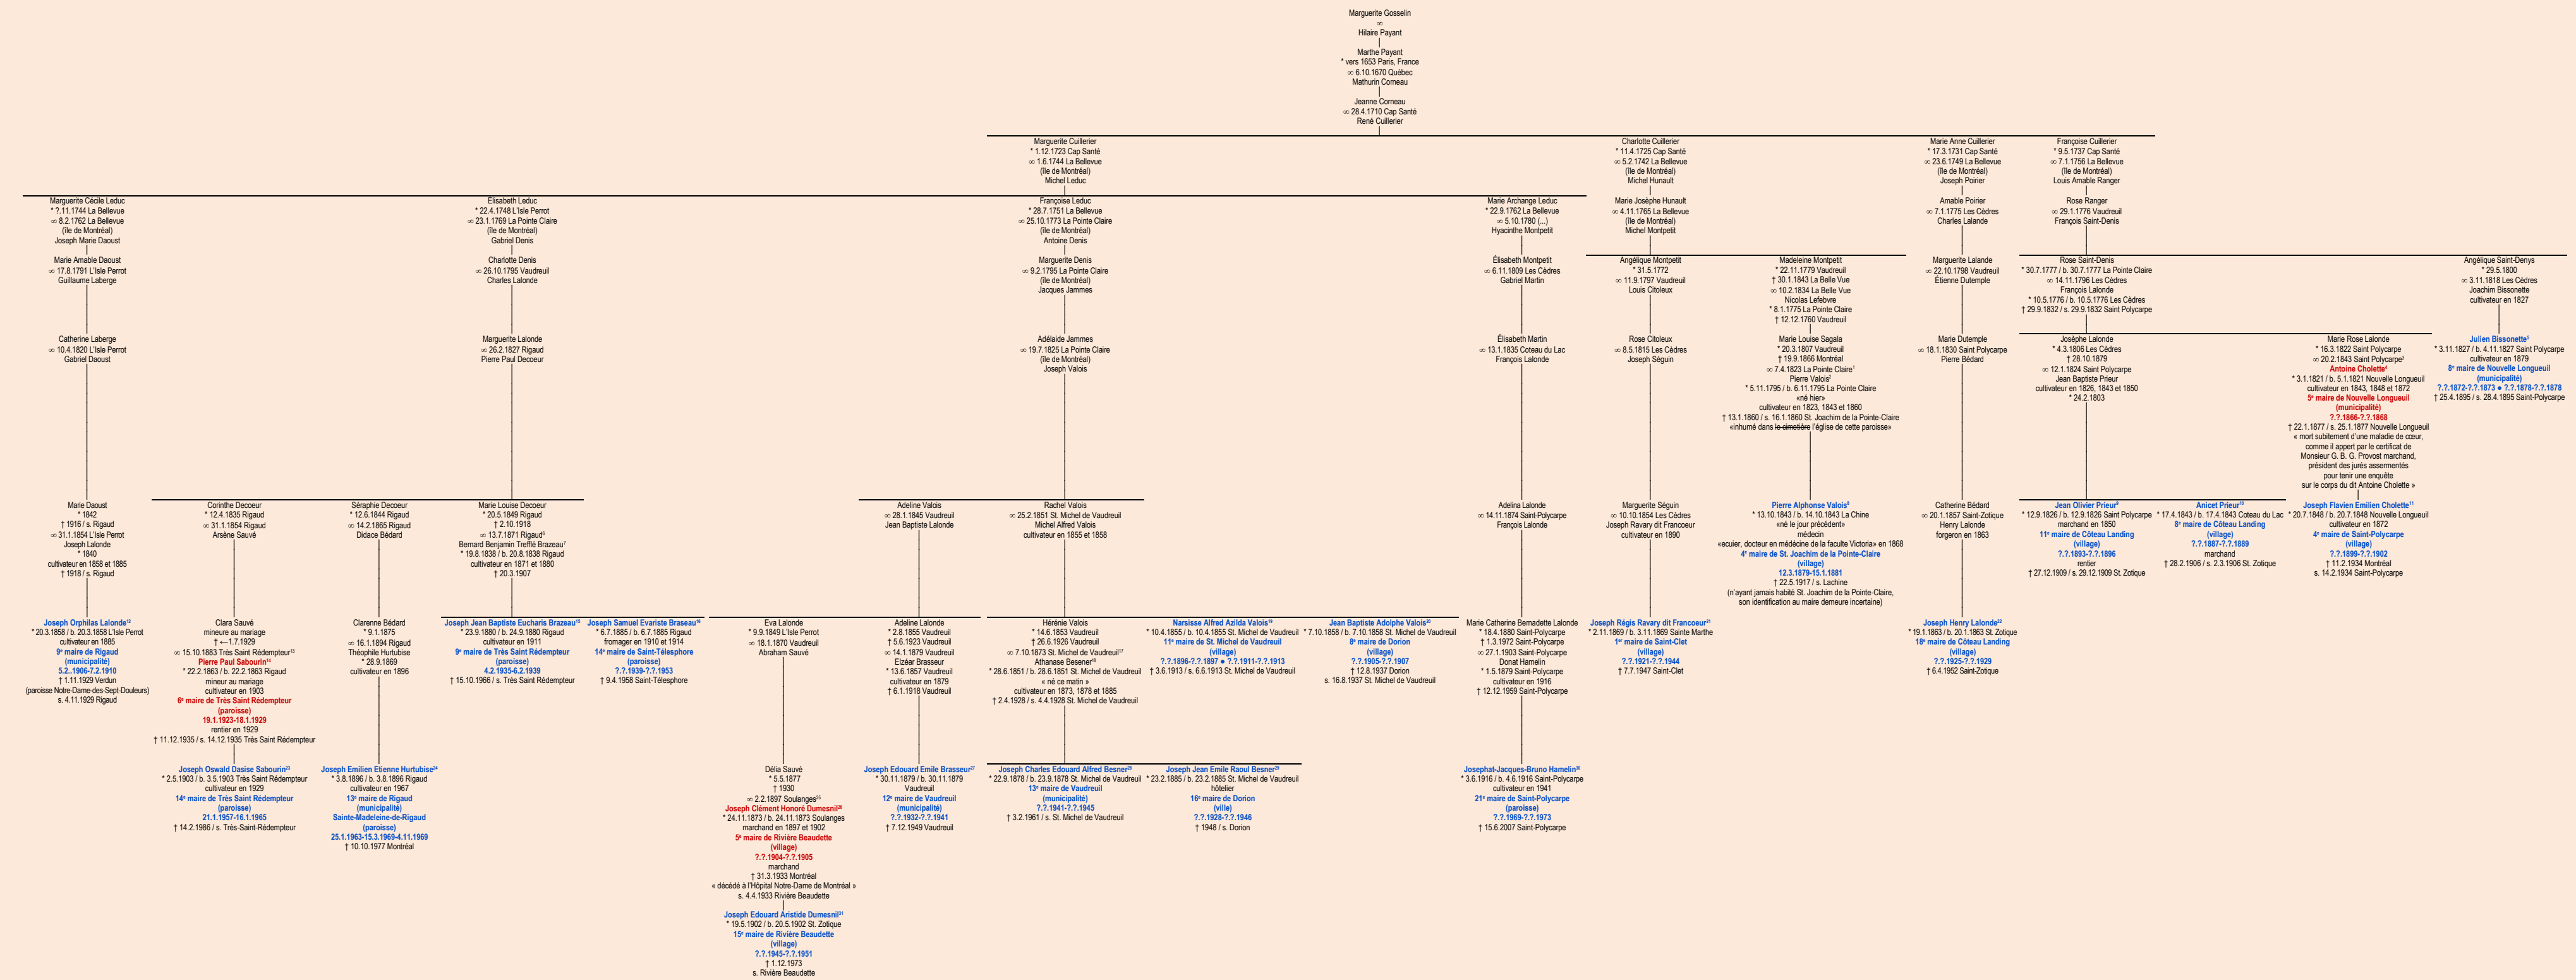 Marguerite Gosselin
∞
Hilaire Payant
Marthe Payant
* vers 1653 Paris, France
∞ 6.10.1670 Québec
Mathurin Corneau
Jeanne Corneau
∞ 28.4.1710 Cap Santé
René Cuillerier
Marguerite Cuillerier
* 1.12.1723 Cap Santé
∞ 1.6.1744 La Bellevue
(île de Montréal)
Michel Leduc
Charlotte Cuillerier
* 11.4.1725 Cap Santé
∞ 5.2.1742 La Bellevue
(île de Montréal)
Michel Hunault
Marie Anne Cuillerier
* 17.3.1731 Cap Santé
∞ 23.6.1749 La Bellevue
(île de Montréal)
Joseph Poirier
Françoise Cuillerier
* 9.5.1737 Cap Santé
∞ 7.1.1756 La Bellevue
(île de Montréal)
Louis Amable Ranger
Marguerite Cécile Leduc
* ?.11.1744 La Bellevue
∞ 8.2.1762 La Bellevue
(île de Montréal)
Joseph Marie Daoust
Élisabeth Leduc
* 22.4.1748 L'Isle Perrot
∞ 23.1.1769 La Pointe Claire
(île de Montréal)
Gabriel Denis
Françoise Leduc
* 28.7.1751 La Bellevue
∞ 25.10.1773 La Pointe Claire
(île de Montréal)
Antoine Denis
Marie Archange Leduc
* 22.9.1762 La Bellevue
∞ 5.10.1780 (...)
Hyacinthe Montpetit
Marie Josèphe Hunault
∞ 4.11.1765 La Bellevue
(île de Montréal)
Michel Montpetit
Amable Poirier
∞ 7.1.1775 Les Cèdres
Charles Lalande
Rose Ranger
∞ 29.1.1776 Vaudreuil
François Saint-Denis
Marie Amable Daoust
∞ 17.8.1791 L'Isle Perrot
Guillaume Laberge
Charlotte Denis
∞ 26.10.1795 Vaudreuil
Charles Lalonde
Marguerite Denis
∞ 9.2.1795 La Pointe Claire
(île de Montréal)
Jacques Jammes
Élisabeth Montpetit
∞ 6.11.1809 Les Cèdres
Gabriel Martin
Angélique Montpetit
* 31.5.1772
∞ 11.9.1797 Vaudreuil
Louis Citoleux
Madeleine Montpetit
* 22.11.1779 Vaudreuil
† 30.1.1843 La Belle Vue
∞ 10.2.1834 La Belle Vue
Nicolas Lefebvre
* 8.1.1775 La Pointe Claire
† 12.12.1760 Vaudreuil
Marguerite Lalande
∞ 22.10.1798 Vaudreuil
Étienne Dutemple
Rose Saint-Denis
* 30.7.1777 / b. 30.7.1777 La Pointe Claire
∞ 14.11.1796 Les Cèdres
François Lalonde
* 10.5.1776 / b. 10.5.1776 Les Cèdres
† 29.9.1832 / s. 29.9.1832 Saint Polycarpe
Angélique Saint-Denys
* 29.5.1800
∞ 3.11.1818 Les Cèdres
Joachim Bissonette
cultivateur en 1827
Catherine Laberge
∞ 10.4.1820 L'Isle Perrot
Gabriel Daoust
Marguerite Lalonde
∞ 26.2.1827 Rigaud
Pierre Paul Decoeur
Adélaide Jammes
∞ 19.7.1825 La Pointe Claire
(île de Montréal)
Joseph Valois
Élisabeth Martin
∞ 13.1.1835 Coteau du Lac
François Lalonde
Rose Citoleux
∞ 8.5.1815 Les Cèdres
Joseph Séguin
Marie Louise Sagala
* 20.3.1807 Vaudreuil
† 19.9.1866 Montréal
∞ 7.4.1823 La Pointe Claire¹
Pierre Valois²
* 5.11.1795 / b. 6.11.1795 La Pointe Claire
«né hier»
cultivateur en 1823, 1843 et 1860
† 13.1.1860 / s. 16.1.1860 St. Joachim de la Pointe-Claire
«inhumé dans le cimetière l'église de cette paroisse»
Marie Dutemple
∞ 18.1.1830 Saint Polycarpe
Pierre Bédard
Josèphe Lalonde
* 4.3.1806 Les Cèdres
† 28.10.1879
∞ 12.1.1824 Saint Polycarpe
Jean Baptiste Prieur
cultivateur en 1826, 1843 et 1850
* 24.2.1803
Marie Rose Lalonde
* 16.3.1822 Saint Polycarpe
∞ 20.2.1843 Saint Polycarpe³
Antoine Cholette⁴
* 3.1.1821 / b. 5.1.1821 Nouvelle Longueuil
cultivateur en 1843, 1848 et 1872
5e maire de Nouvelle Longueuil
(municipalité)
?.?.1866-?.?.1868
† 22.1.1877 / s. 25.1.1877 Nouvelle Longueuil
« mort subitement d'une maladie de cœur,
comme il appert par le certificat de
Monsieur G. B. G. Provost marchand,
président des jurés assermentés
pour tenir une enquête
sur le corps du dit Antoine Cholette »
Julien Bissonette⁵
* 3.11.1827 / b. 4.11.1827 Saint Polycarpe
cultivateur en 1879
8e maire de Nouvelle Longueuil
(municipalité)
?.?.1872-?.?.1873 ● ?.?.1878-?.?.1878
† 25.4.1895 / s. 28.4.1895 Saint Polycarpe
Marie Daoust
* 1842
† 1916 / s. Rigaud
∞ 31.1.1854 L'Isle Perrot
Joseph Lalonde
* 1840
cultivateur en 1858 et 1885
† 1918 / s. Rigaud
Corinthe Decoeur
* 12.4.1835 Rigaud
∞ 31.1.1854 Rigaud
Arsène Sauvé
Séraphie Decoeur
* 12.6.1844 Rigaud
∞ 14.2.1865 Rigaud
Didace Bédard
Marie Louise Decoeur
* 20.5.1849 Rigaud
† 2.10.1918
∞ 13.7.1871 Rigaud⁶
Bernard Benjamin Trefflé Brazeau⁷
* 19.8.1838 / b. 20.8.1838 Rigaud
cultivateur en 1871 et 1880
† 20.3.1907
Adeline Valois
∞ 28.1.1845 Vaudreuil
Jean Baptiste Lalonde
Rachel Valois
∞ 25.2.1851 St. Michel de Vaudreuil
Michel Alfred Valois
cultivateur en 1855 et 1858
Adelina Lalonde
∞ 14.11.1874 Saint-Polycarpe
François Lalonde
Marguerite Séguin
∞ 10.10.1854 Les Cèdres
Joseph Ravary dit Francoeur
cultivateur en 1890
Pierre Alphonse Valois⁸
* 13.10.1843 / b. 14.10.1843 La Chine
«né le jour précédent»
médecin
«ecuier, docteur en médécine de la faculte Victoria» en 1868
4e maire de St. Joachim de la Pointe-Claire
(village)
12.3.1879-15.1.1881
† 22.5.1917 / s. Lachine
(n'ayant jamais habité St. Joachim de la Pointe-Claire,
son identification au maire demeure incertaine)
Catherine Bédard
∞ 20.1.1857 Saint-Zotique
Henry Lalonde
forgeron en 1863
Jean Olivier Prieur⁹
* 12.9.1826 / b. 12.9.1826 Saint Polycarpe
marchand en 1850
11e maire de Côteau Landing
(village)
?.?.1893-?.?.1896
rentier
† 27.12.1909 / s. 29.12.1909 St. Zotique
Anicet Prieur¹⁰
* 17.4.1843 / b. 17.4.1843 Coteau du Lac
8e maire de Côteau Landing
(village)
?.?.1887-?.?.1889
marchand
† 28.2.1906 / s. 2.3.1906 St. Zotique
Joseph Flavien Emilien Cholette¹¹
* 20.7.1848 / b. 20.7.1848 Nouvelle Longueuil
cultivateur en 1872
4e maire de Saint-Polycarpe
(village)
?.?.1899-?.?.1902
† 11.2.1934 Montréal
s. 14.2.1934 Saint-Polycarpe
Joseph Orphilas Lalonde¹²
* 20.3.1858 / b. 20.3.1858 L'Isle Perrot
cultivateur en 1885
9e maire de Rigaud
(municipalité)
5.2..1906-7.2.1910
† 1.11.1929 Verdun
(paroisse Notre-Dame-des-Sept-Douleurs)
s. 4.11.1929 Rigaud
Clara Sauvé
mineure au mariage
† ←1.7.1929
∞ 15.10.1883 Très Saint Rédempteur¹³
Pierre Paul Sabourin¹⁴
* 22.2.1863 / b. 22.2.1863 Rigaud
mineur au mariage
cultivateur en 1903
6e maire de Très Saint Rédempteur
(paroisse)
19.1.1923-18.1.1929
rentier en 1929
† 11.12.1935 / s. 14.12.1935 Très Saint Rédempteur
Clarenne Bédard
* 9.1.1875
∞ 16.1.1894 Rigaud
Théophile Hurtubise
* 28.9.1869
cultivateur en 1896
Joseph Jean Baptiste Eucharis Brazeau¹⁵
* 23.9.1880 / b. 24.9.1880 Rigaud
cultivateur en 1911
9e maire de Très Saint Rédempteur
(paroisse)
4.2.1935-6.2.1939
† 15.10.1966 / s. Très Saint Rédempteur
Joseph Samuel Evariste Braseau¹⁶
* 6.7.1885 / b. 6.7.1885 Rigaud
fromager en 1910 et 1914
14e maire de Saint-Télesphore
(paroisse)
?.?.1939-?.?.1953
† 9.4.1958 Saint-Télesphore
Eva Lalonde
* 9.9.1849 L'Isle Perrot
∞ 18.1.1870 Vaudreuil
Abraham Sauvé
Adeline Lalonde
* 2.8.1855 Vaudreuil
† 5.6.1923 Vaudreuil
∞ 14.1.1879 Vaudreuil
Elzéar Brasseur
* 13.6.1857 Vaudreuil
cultivateur en 1879
† 6.1.1918 Vaudreuil
Hérénie Valois
* 14.6.1853 Vaudreuil
† 26.6.1926 Vaudreuil
∞ 7.10.1873 St. Michel de Vaudreuil¹⁷
Athanase Besener¹⁸
* 28.6.1851 / b. 28.6.1851 St. Michel de Vaudreuil
« né ce matin »
cultivateur en 1873, 1878 et 1885
† 2.4.1928 / s. 4.4.1928 St. Michel de Vaudreuil
Narsisse Alfred Azilda Valois¹⁹
* 10.4.1855 / b. 10.4.1855 St. Michel de Vaudreuil
11e maire de St. Michel de Vaudreuil
(village)
?.?.1896-?.?.1897 ● ?.?.1911-?.?.1913
† 3.6.1913 / s. 6.6.1913 St. Michel de Vaudreuil
Jean Baptiste Adolphe Valois²⁰
* 7.10.1858 / b. 7.10.1858 St. Michel de Vaudreuil
8e maire de Dorion
(village)
?.?.1905-?.?.1907
† 12.8.1937 Dorion
s. 16.8.1937 St. Michel de Vaudreuil
Marie Catherine Bernadette Lalonde
* 18.4.1880 Saint-Polycarpe
† 1.3.1972 Saint-Polycarpe
∞ 27.1.1903 Saint-Polycarpe
Donat Hamelin
* 1.5.1879 Saint-Polycarpe
cultivateur en 1916
† 12.12.1959 Saint-Polycarpe
Joseph Régis Ravary dit Francoeur²¹
* 2.11.1869 / b. 3.11.1869 Sainte Marthe
1er maire de Saint-Clet
(village)
?.?.1921-?.?.1944
† 7.7.1947 Saint-Clet
Joseph Henry Lalonde²²
* 19.1.1863 / b. 20.1.1863 St. Zotique
18e maire de Côteau Landing
(village)
?.?.1925-?.?.1929
† 6.4.1952 Saint-Zotique
Joseph Oswald Dasise Sabourin²³
* 2.5.1903 / b. 3.5.1903 Très Saint Rédempteur
cultivateur en 1929
14e maire de Très Saint Rédempteur
(paroisse)
21.1.1957-16.1.1965
† 14.2.1986 / s. Très-Saint-Rédempteur
Joseph Emilien Etienne Hurtubise²⁴
* 3.8.1896 / b. 3.8.1896 Rigaud
cultivateur en 1967
13e maire de Rigaud
(municipalité)
Sainte-Madeleine-de-Rigaud
(paroisse)
25.1.1963-15.3.1969-4.11.1969
† 10.10.1977 Montréal
Délia Sauvé
* 5.5.1877
† 1930
∞ 2.2.1897 Soulanges²⁵
Joseph Clément Honoré Dumesnil²⁶
* 24.11.1873 / b. 24.11.1873 Soulanges
marchand en 1897 et 1902
5e maire de Rivière Beaudette
(village)
?.?.1904-?.?.1905
marchand
† 31.3.1933 Montréal
« décédé à l'Hôpital Notre-Dame de Montréal »
s. 4.4.1933 Rivière Beaudette
Joseph Edouard Emile Brasseur²⁷
* 30.11.1879 / b. 30.11.1879
Vaudreuil
12e maire de Vaudreuil
(municipalité)
?.?.1932-?.?.1941
† 7.12.1949 Vaudreuil
Joseph Charles Edouard Alfred Besner²⁸
* 22.9.1878 / b. 23.9.1878 St. Michel de Vaudreuil
13e maire de Vaudreuil
(municipalité)
?.?.1941-?.?.1945
† 3.2.1961 / s. St. Michel de Vaudreuil
Joseph Jean Emile Raoul Besner²⁹
* 23.2.1885 / b. 23.2.1885 St. Michel de Vaudreuil
hôtelier
16e maire de Dorion
(ville)
?.?.1928-?.?.1946
† 1948 / s. Dorion
Josephat-Jacques-Bruno Hamelin³⁰
* 3.6.1916 / b. 4.6.1916 Saint-Polycarpe
cultivateur en 1941
21e maire de Saint-Polycarpe
(paroisse)
?.?.1969-?.?.1973
† 15.6.2007 Saint-Polycarpe
Joseph Edouard Aristide Dumesnil³¹
* 19.5.1902 / b. 20.5.1902 St. Zotique
15e maire de Rivière Beaudette
(village)
?.?.1945-?.?.1951
† 1.12.1973
s. Rivière Beaudette